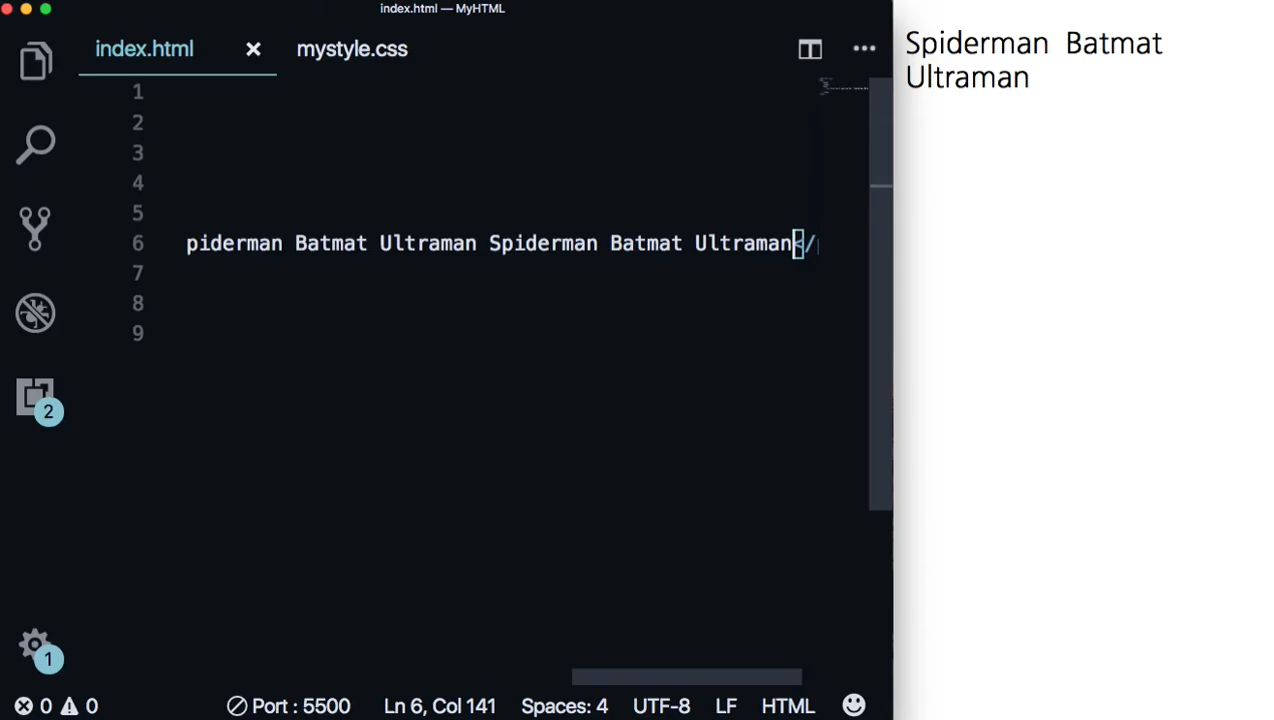 index.html — MyHTML
index.html
mystyle.css
Spiderman Batmat
Ultraman
1
2
3
4
5
6 piderman Batmat Ultraman Spiderman Batmat Ultraman</
7
8
9
2
1
0 0
Port : 5500
Ln 6, Col 141
Spaces: 4
UTF-8
LF
HTML